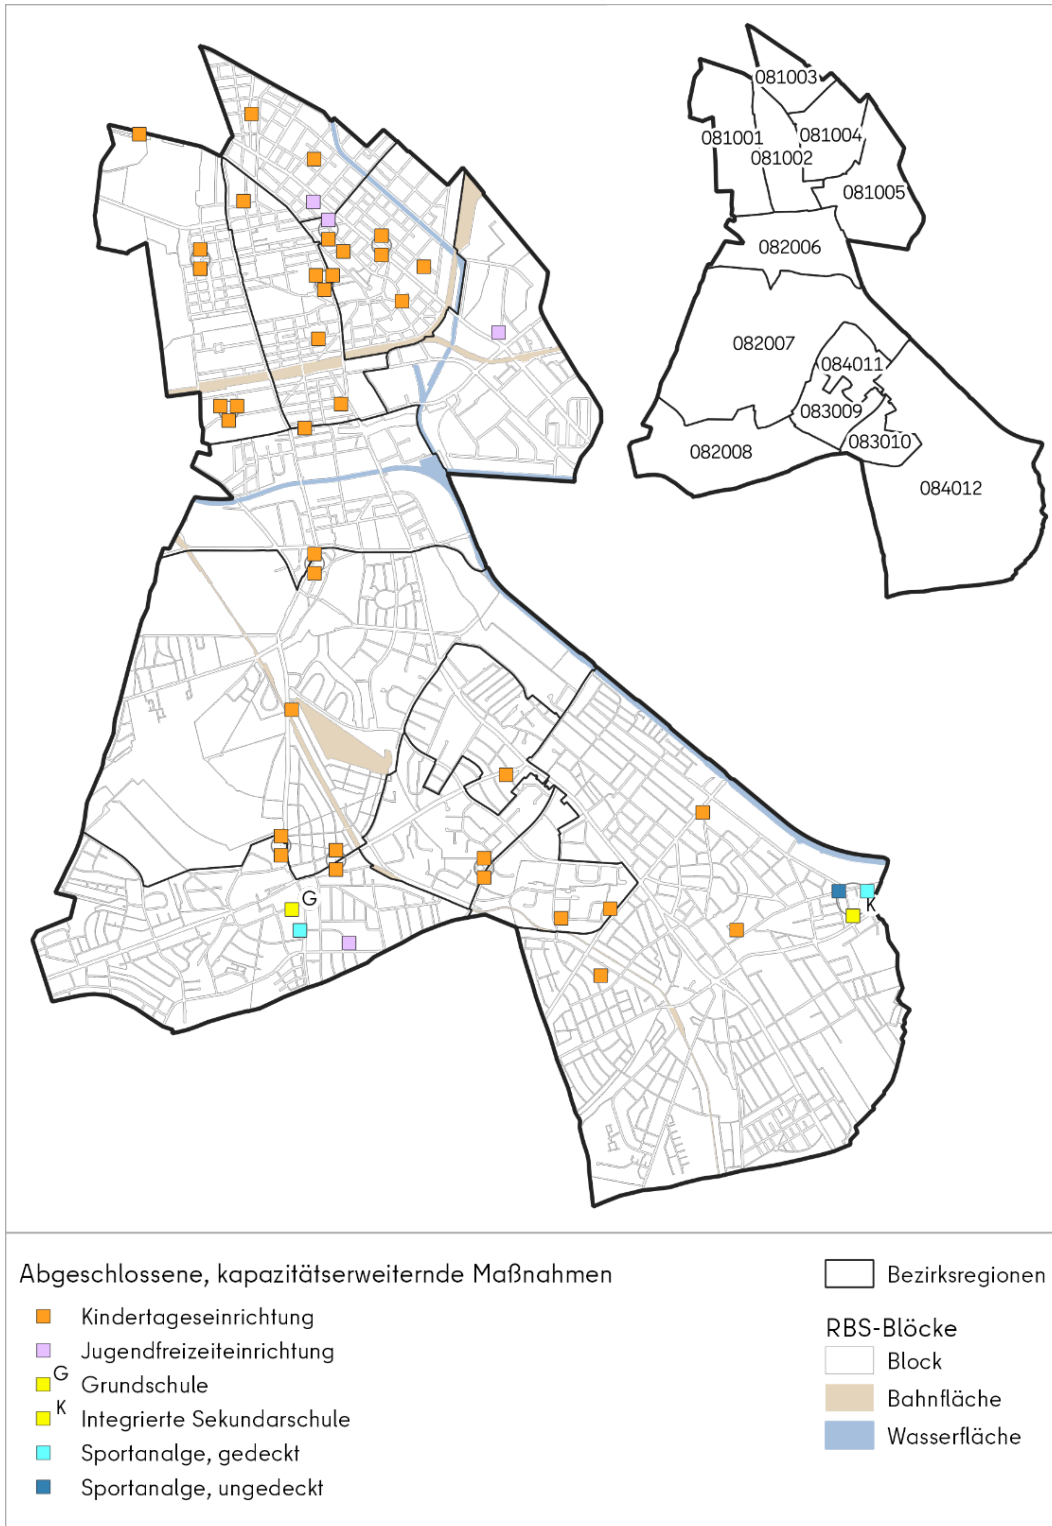 081003
081001
081004
081002
081005
082006
082007
084011
083009
083010
082008
084012
G
K
Abgeschlossene, kapazitätserweiternde Maßnahmen
Kindertageseinrichtung
Jugendfreizeiteinrichtung
G Grundschule
K Integrierte Sekundarschule
Sportanalge, gedeckt
Sportanalge, ungedeckt
Bezirksregionen
RBS-Blöcke
Block
Bahnfläche
Wasserfläche